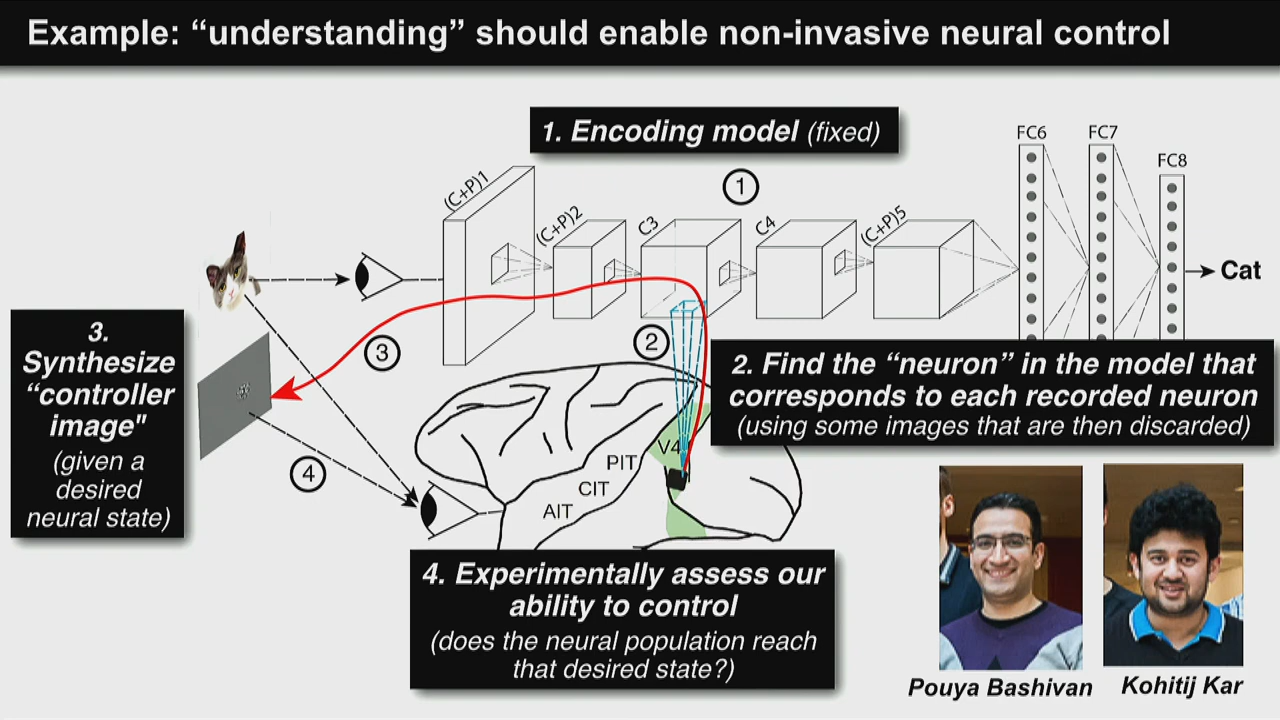 Example: “understanding” should enable non-invasive neural control
1. Encoding model (fixed)
1
(C+P)1
(C+P)2
C3
C4
(C+P)5
FC6
FC7
FC8
Cat
3.
Synthesize
“controller
image"
(given a
desired
neural state)
3
2
2. Find the “neuron” in the model that
corresponds to each recorded neuron
(using some images that are then discarded)
4
V4
PIT
CIT
AIT
4. Experimentally assess our
ability to control
(does the neural population reach
that desired state?)
Pouya Bashivan
Kohitij Kar